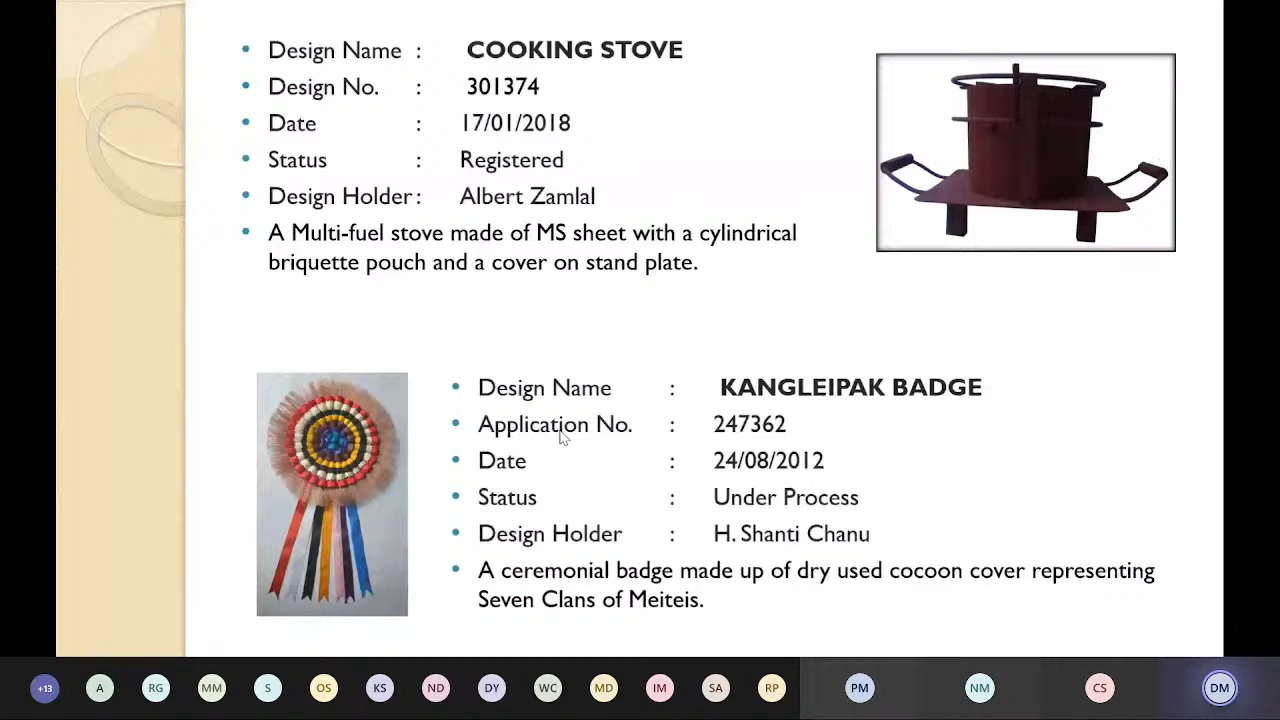 Design Name : COOKING STOVE
Design No. : 301374
Date : 17/01/2018
Status : Registered
Design Holder : Albert Zamlal
A Multi-fuel stove made of MS sheet with a cylindrical
briquette pouch and a cover on stand plate.
Design Name : KANGLEIPAK BADGE
Application No. : 247362
Date : 24/08/2012
Status : Under Process
Design Holder : H. Shanti Chanu
A ceremonial badge made up of dry used cocoon cover representing
Seven Clans of Meiteis.
+13 A RG MM S OS KS ND DY WC MD IM SA RP PM NM CS DM